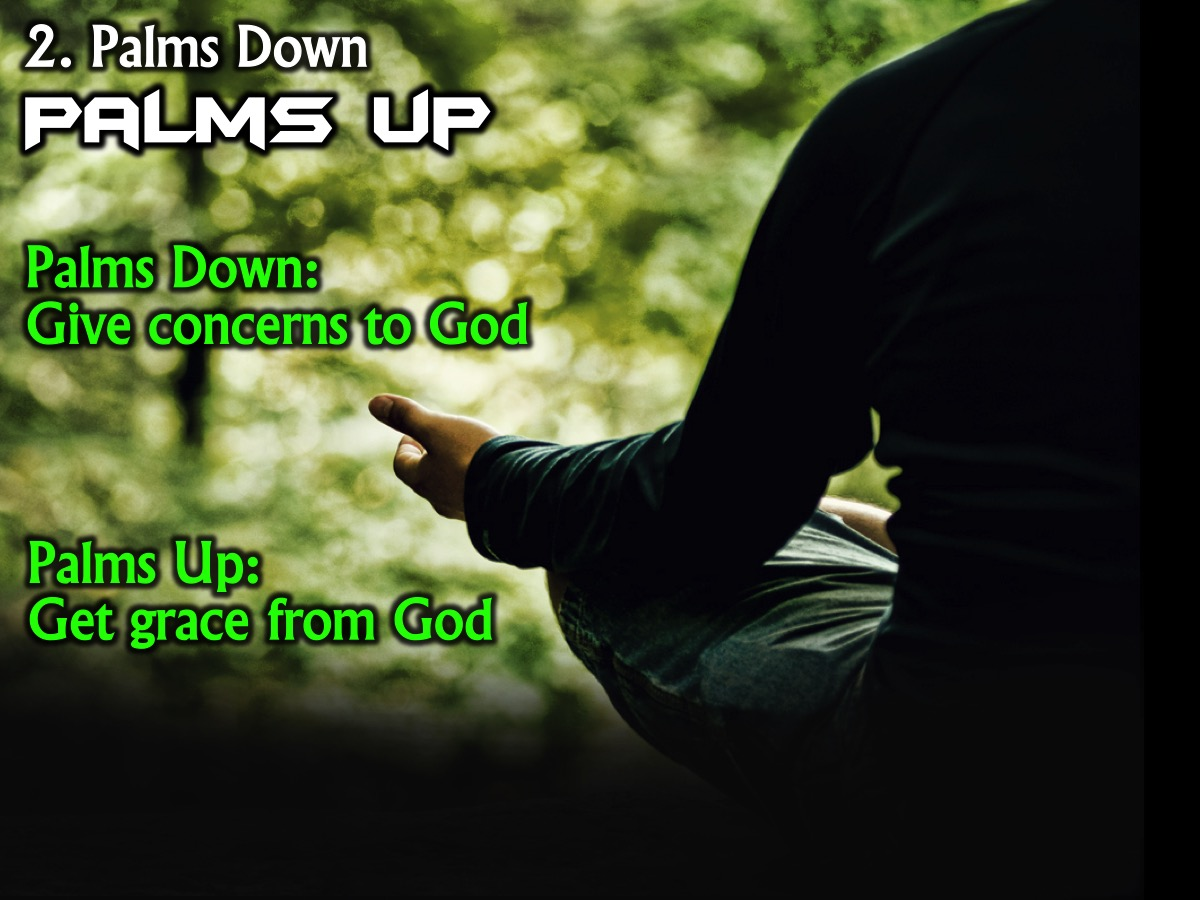 2. Palms Down
PALMS UP
Palms Down:
Give concerns to God
Palms Up:
Get grace from God